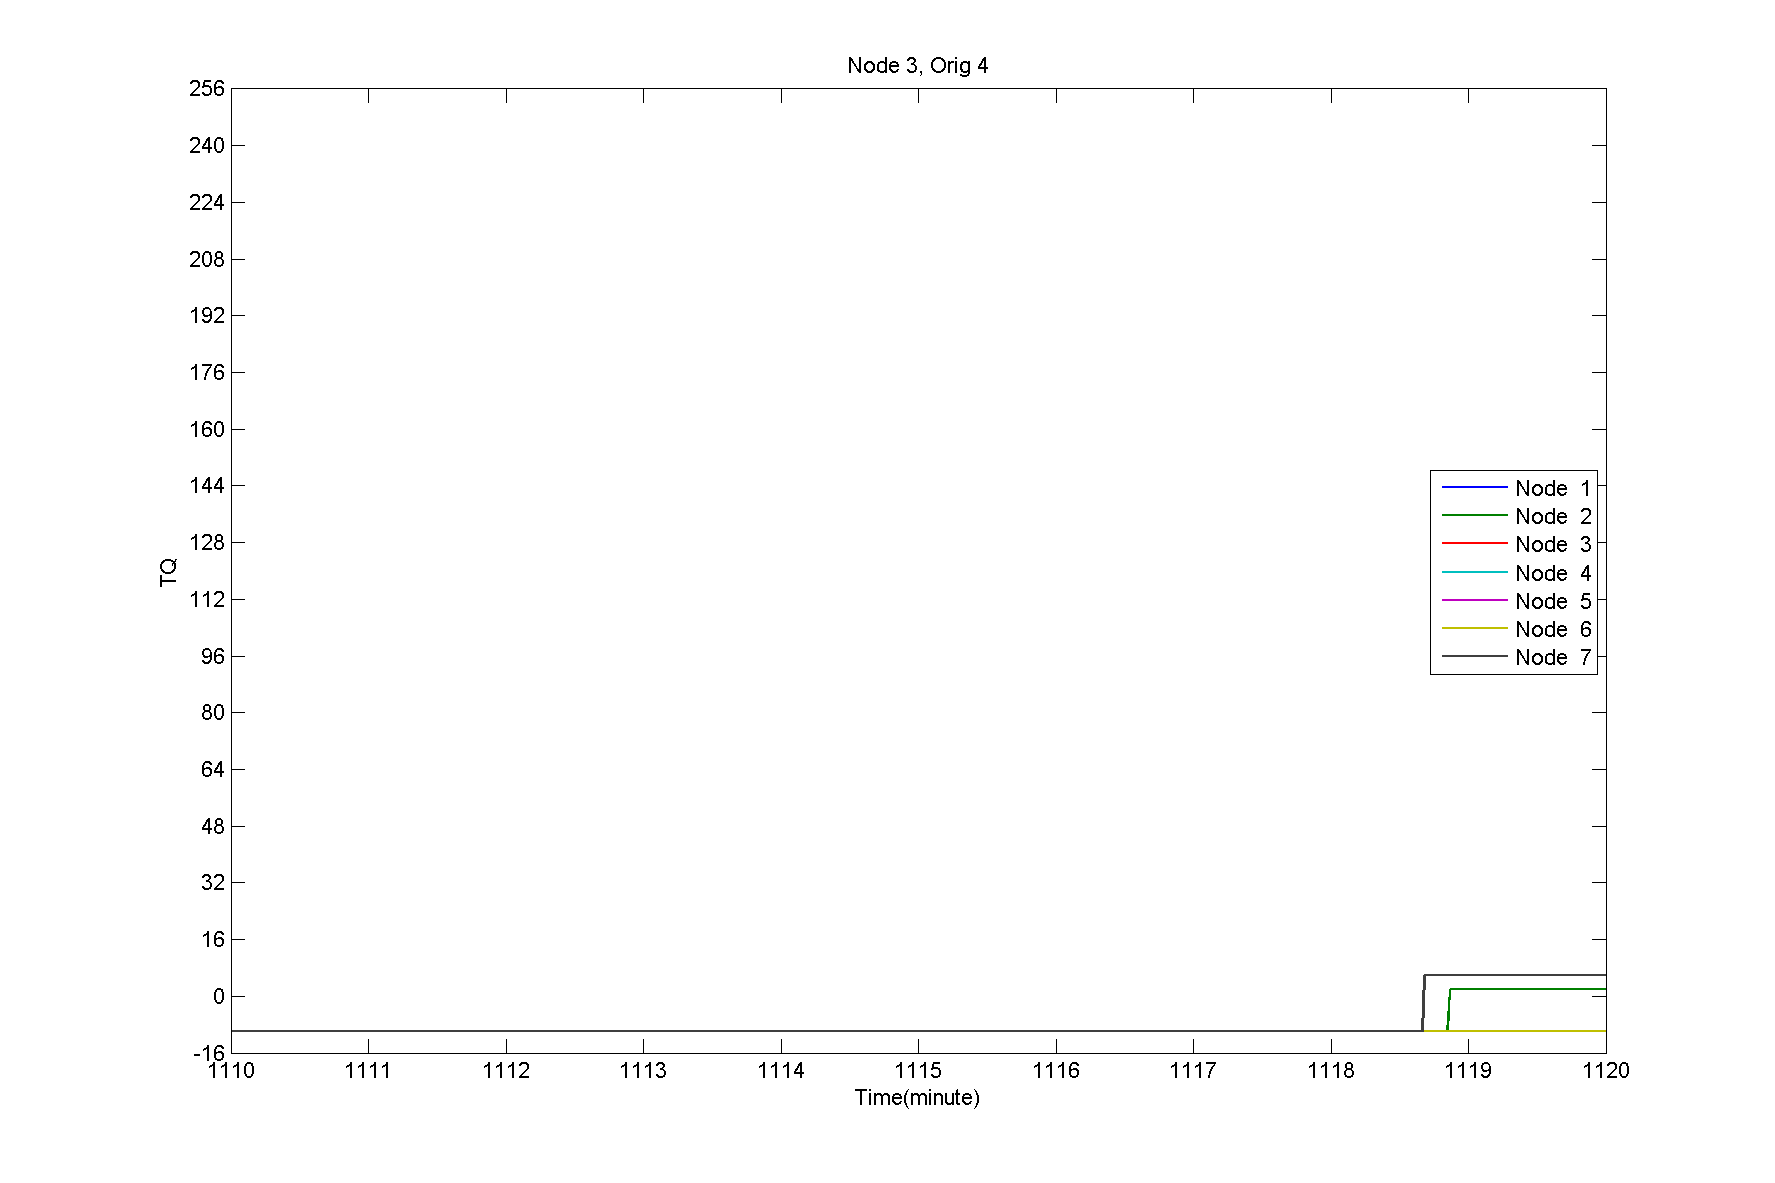 Node 3, Orig 4
256
240
224
208
192
176
160
144
128
112
96
80
64
48
32
16
0
-16
TQ
Node 1
Node 2
Node 3
Node 4
Node 5
Node 6
Node 7
1110 1111 1112 1113 1114 1115 1116 1117 1118 1119 1120
Time(minute)